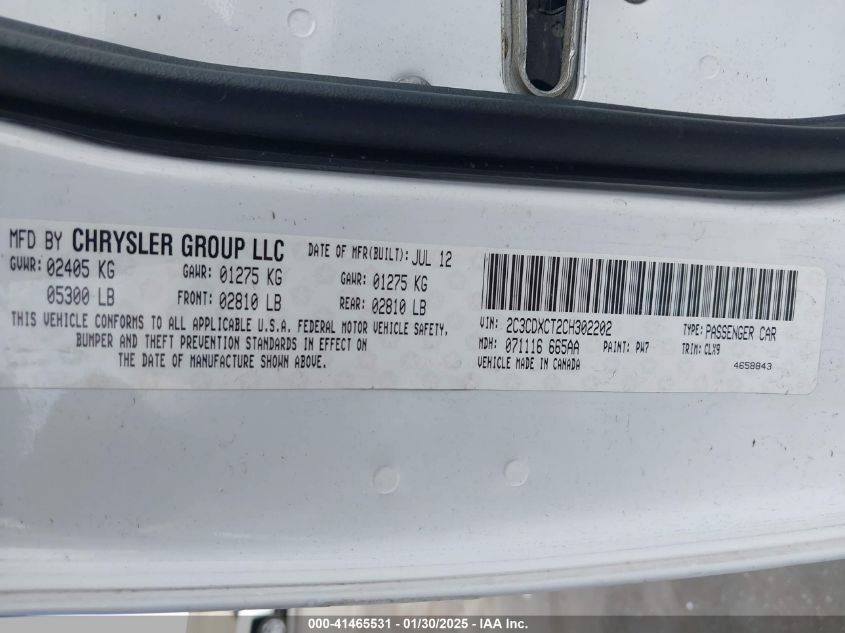 MFD BY CHRYSLER GROUP LLC DATE OF MFR(BUILT): JUL 12
GVWR: 02405 KG GAWR: 01275 KG GAWR: 01275 KG
05300 LB FRONT: 02810 LB REAR: 02810 LB
THIS VEHICLE CONFORMS TO ALL APPLICABLE U.S.A. FEDERAL MOTOR VEHICLE SAFETY,
BUMPER AND THEFT PREVENTION STANDARDS IN EFFECT ON
THE DATE OF MANUFACTURE SHOWN ABOVE.
VIN: 2C3CDXCT2CH302202 TYPE: PASSENGER CAR
MDH: 071116 665AA PAINT: PW7 TRIM: CLX9
VEHICLE MADE IN CANADA 4658843
000-41465531 - 01/30/2025 - IAA Inc.